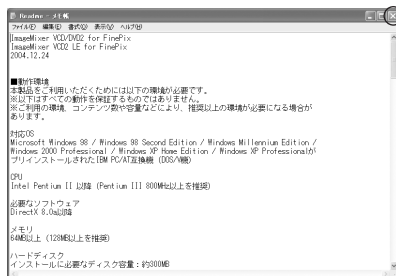 Readme - メモ帳
ファイル(F) 編集(E) 書式(O) 表示(V) ヘルプ(H)
ImageMixer VCD/DVD2 for FinePix
ImageMixer VCD2 LE for FinePix
2004.12.24
■動作環境
本製品をご利用いただくためには以下の環境が必要です。
※以下はすべての動作を保証するものではありません。
※ご利用の環境、コンテンツ数や容量などにより、推奨以上の環境が必要になる場合が
あります。
対応OS
Microsoft Windows 98 / Windows 98 Second Edition / Windows Millennium Edition /
Windows 2000 Professional / Windows XP Home Edition / Windows XP Professionalが
プリインストールされたIBM PC/AT互換機 (DOS/V機)
CPU
Intel Pentium II 以降 (Pentium III 800MHz以上を推奨)
必要なソフトウェア
DirectX 8.0a以降
メモリ
64MB以上 (128MB以上を推奨)
ハードディスク
インストールに必要なディスク容量:約300MB